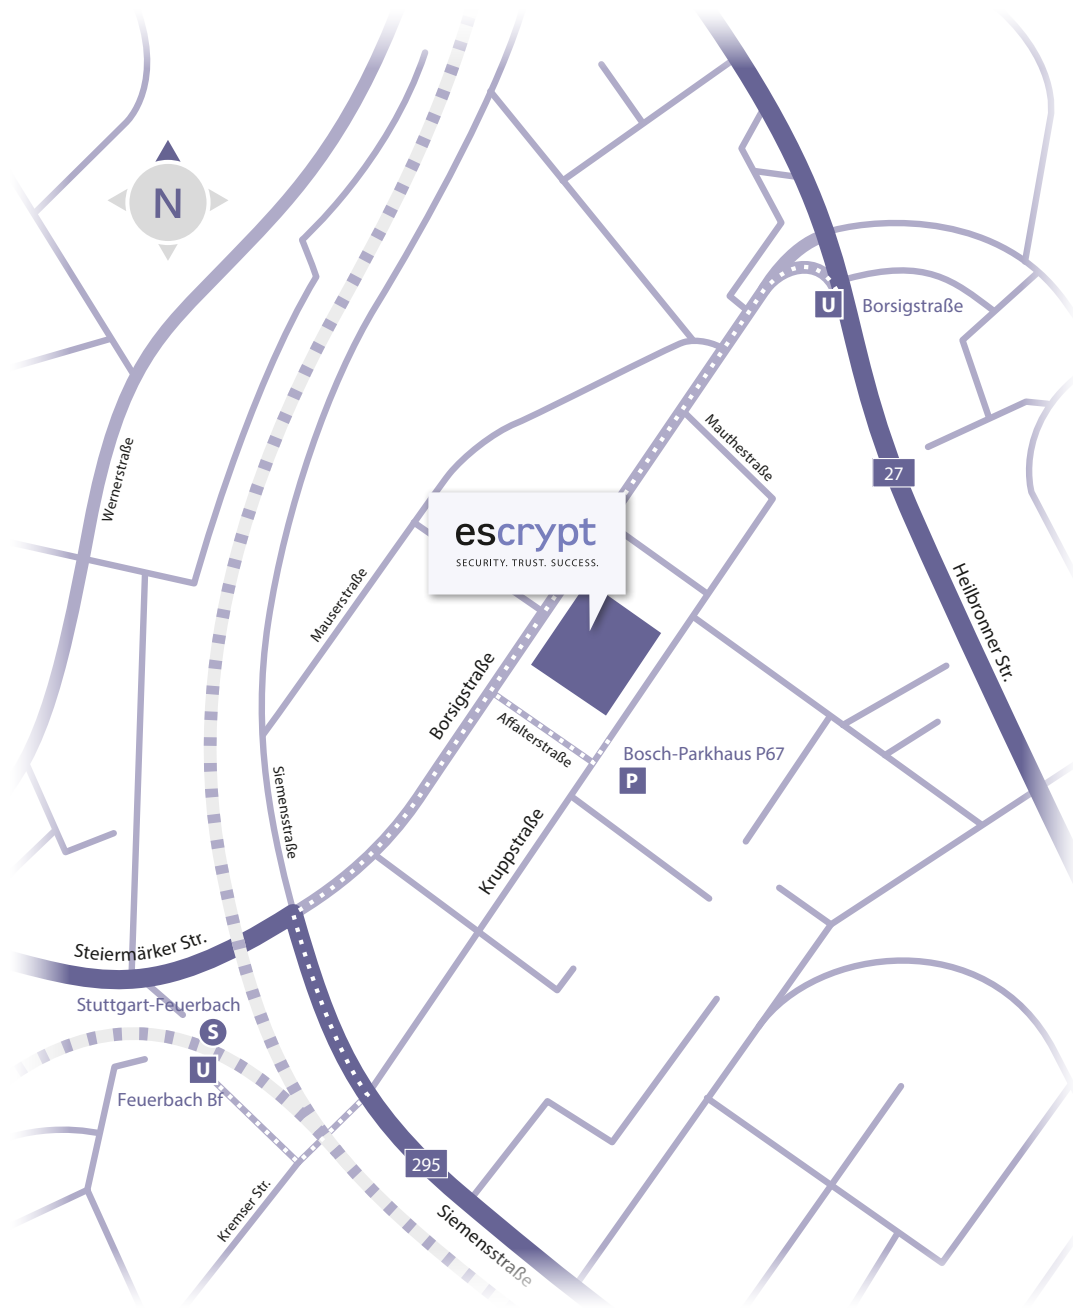 N
U
Borsigstraße
Mauthestraße
27
Wernerstraße
escrypt
SECURITY. TRUST. SUCCESS.
Mauserstraße
Heilbronner Str.
Borsigstraße
Affalterstraße
Bosch-Parkhaus P67
P
Siemensstraße
Kruppstraße
Steiermärker Str.
Stuttgart-Feuerbach
S
U
Feuerbach Bf
295
Kremser Str.
Siemensstraße